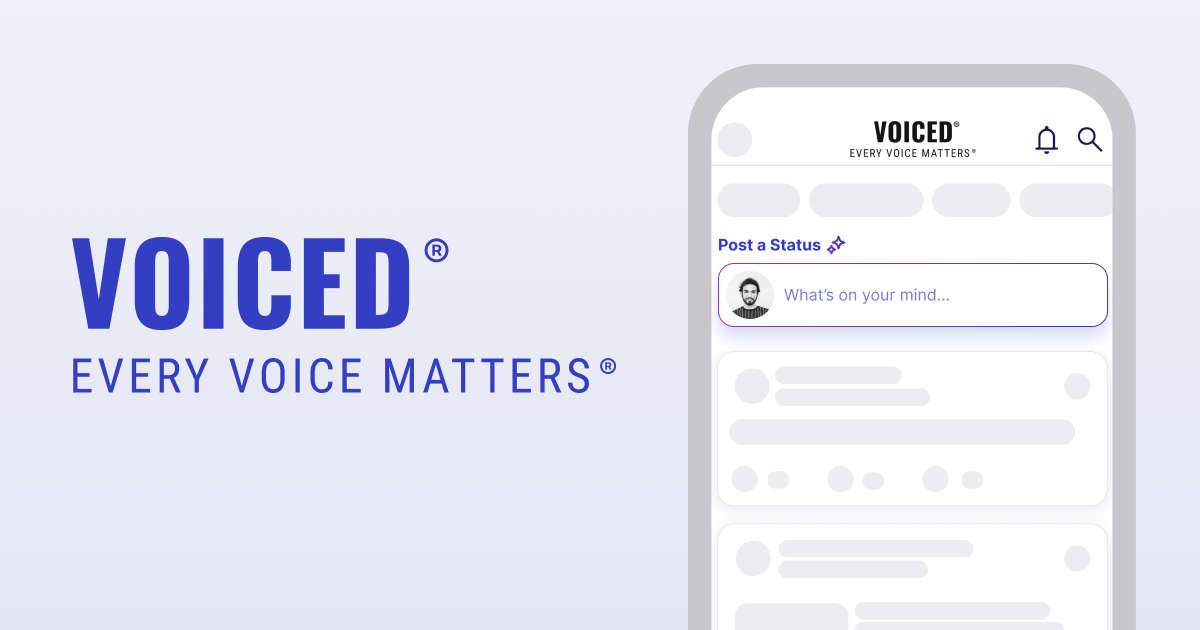 VOICED®
EVERY VOICE MATTERS®
VOICED®
EVERY VOICE MATTERS®
Post a Status
What's on your mind...